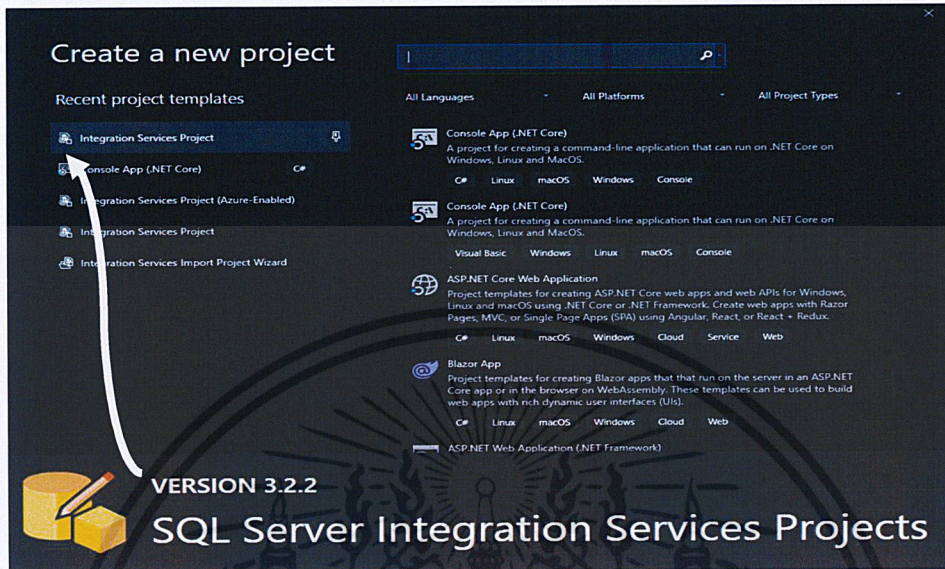 Create a new project
Recent project templates
Integration Services Project
Console App (.NET Core) C#
Integration Services Project (Azure-Enabled)
Integration Services Project
Integration Services Import Project Wizard
All Languages
All Platforms
All Project Types
Console App (.NET Core)
A project for creating a command-line application that can run on .NET Core on
Windows, Linux and MacOS.
C# Linux macOS Windows Console
Console App (.NET Core)
A project for creating a command-line application that can run on .NET Core on
Windows, Linux and MacOS.
Visual Basic Windows Linux macOS Console
ASP.NET Core Web Application
Project templates for creating ASP.NET Core web apps and web APIs for Windows,
Linux and macOS using .NET Core or .NET Framework. Create web apps with Razor
Pages, MVC, or Single Page Apps (SPA) using Angular, React, or React + Redux.
C# Linux macOS Windows Cloud Service Web
Blazor App
Project templates for creating Blazor apps that that run on the server in an ASP.NET
Core app or in the browser on WebAssembly. These templates can be used to build
web apps with rich dynamic user interfaces (UIs).
C# Linux macOS Windows Cloud Web
ASP.NET Web Application (.NET Framework)
VERSION 3.2.2
SQL Server Integration Services Projects